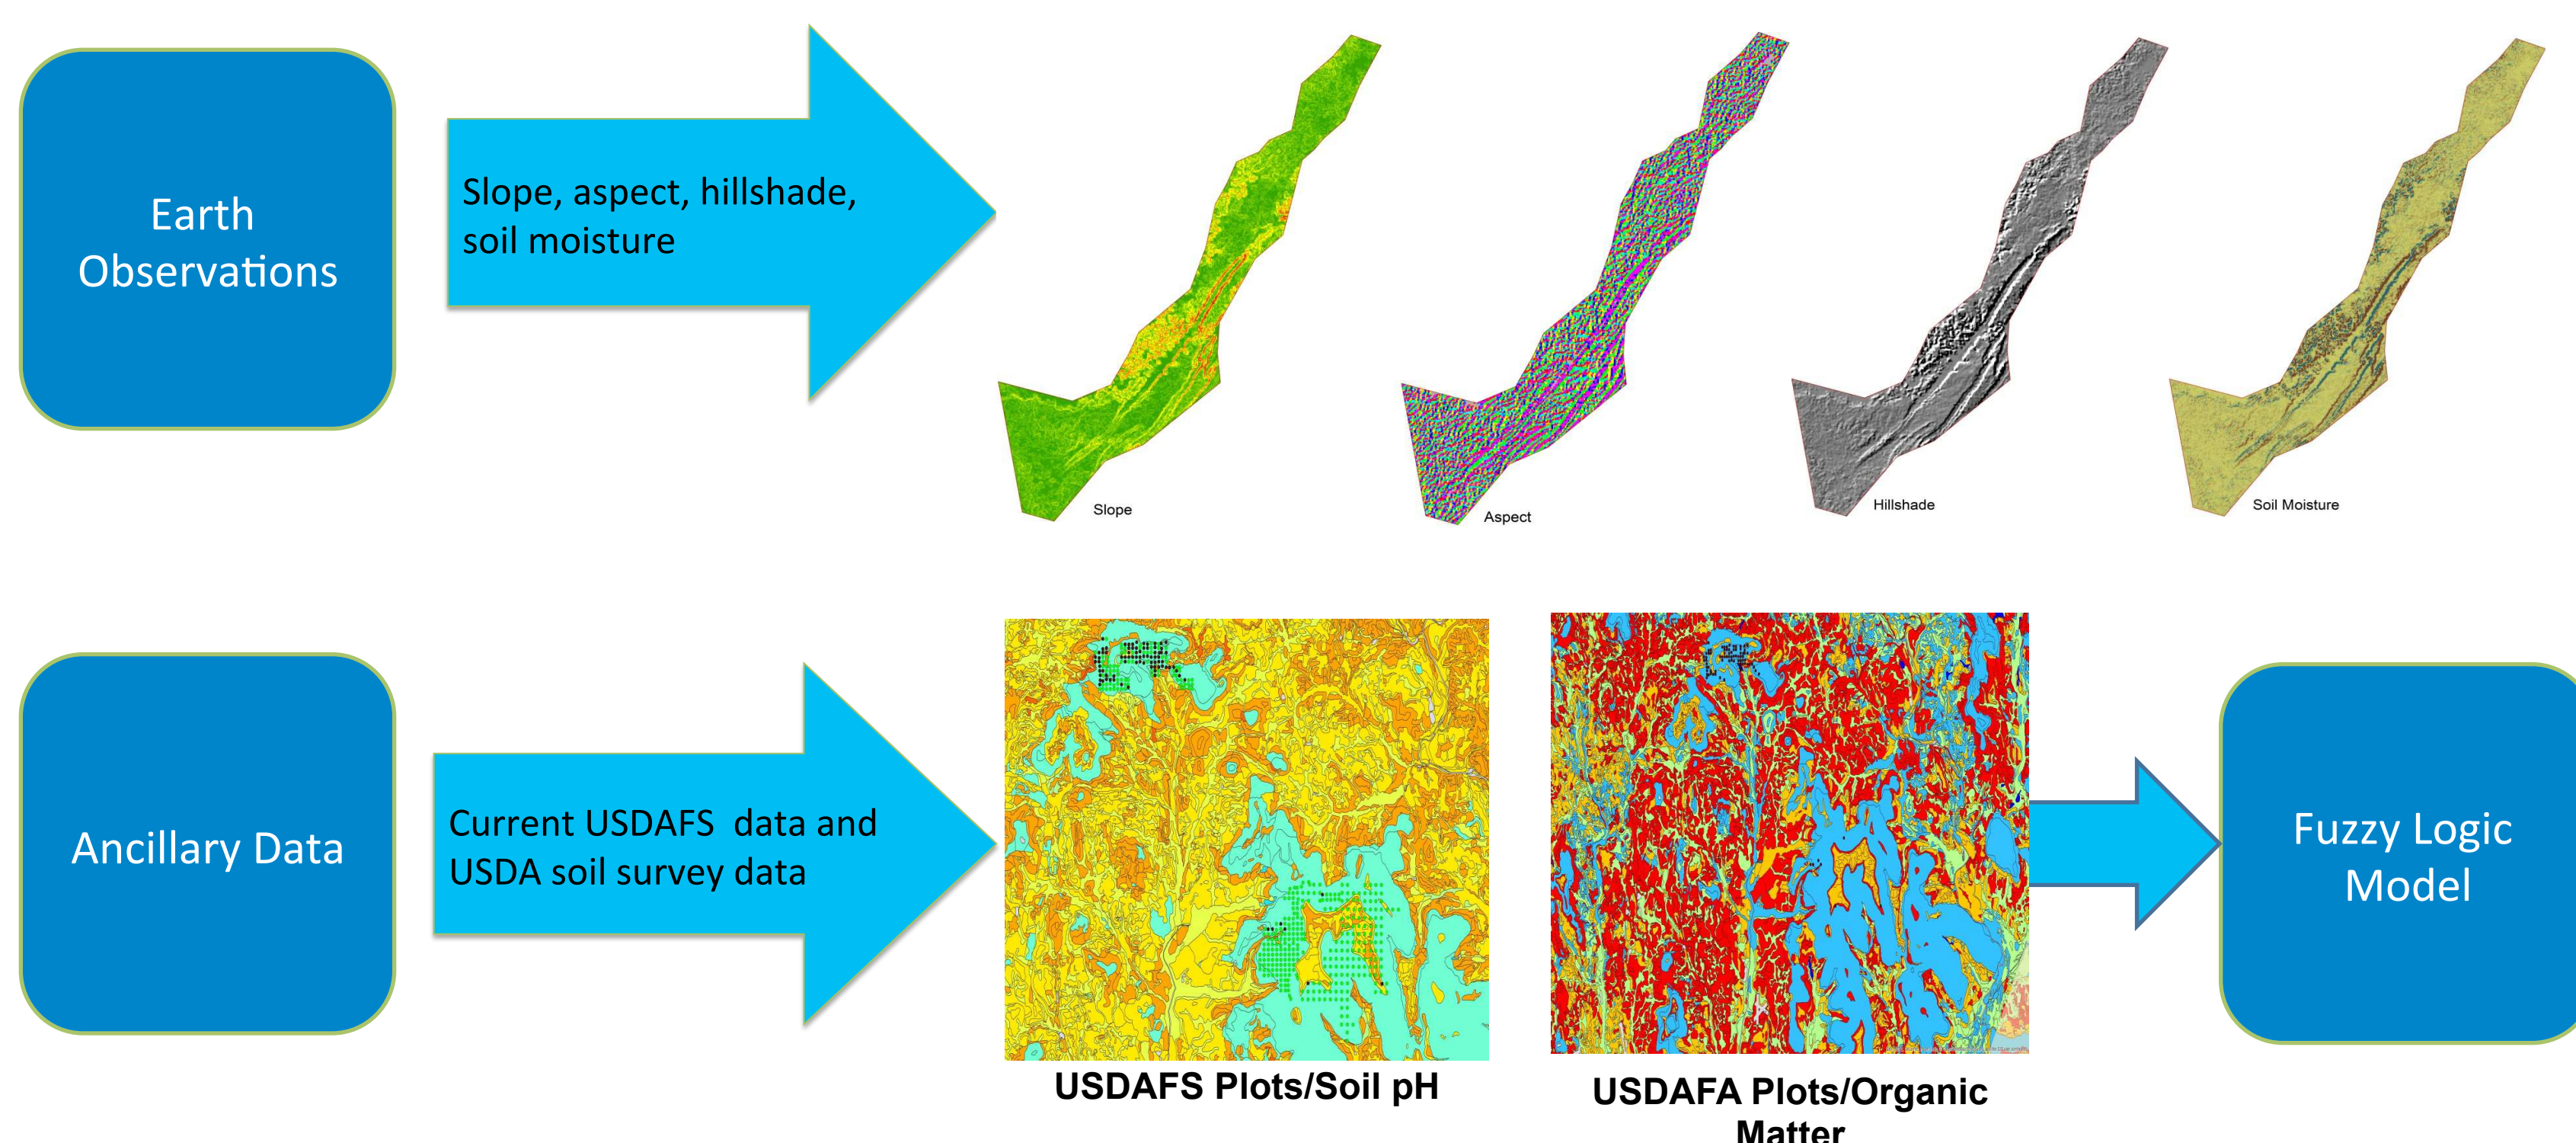 Earth
Observations
Slope, aspect, hillshade,
soil moisture
Slope
Aspect
Hillshade
Soil Moisture
Ancillary Data
Current USDAFS data and
USDA soil survey data
USDAFS Plots/Soil pH
USDAFA Plots/Organic
Matter
Fuzzy Logic
Model